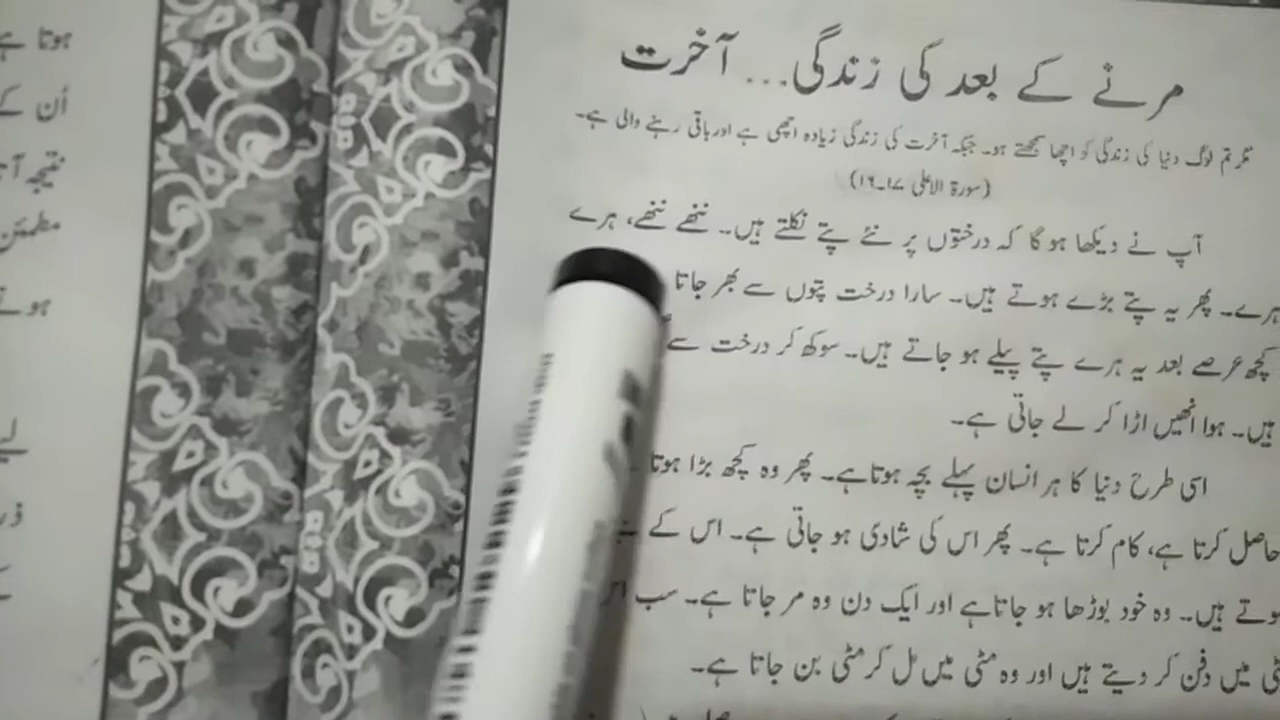 مرنے کے بعد کی زندگی... آخرت
مگر تم لوگ دنیا کی زندگی کو اچھا سمجھتے ہو۔ جبکہ آخرت کی زندگی زیادہ اچھی ہے اور باقی رہنے والی ہے۔
(سورۃ الاعلیٰ ۱۷۔۱۶)
آپ نے دیکھا ہو گا کہ درختوں پر نئے پتے نکلتے ہیں۔ ننھے ننھے، ہرے
ہرے۔ پھر یہ پتے بڑے ہوتے ہیں۔ سارا درخت پتوں سے بھر جاتا
کچھ عرصے بعد یہ ہرے پتے پیلے ہو جاتے ہیں۔ سوکھ کر درخت سے
ہیں۔ ہوا انھیں اڑا کر لے جاتی ہے۔
اسی طرح دنیا کا ہر انسان پہلے بچہ ہوتا ہے۔ پھر وہ کچھ بڑا ہوتا
حاصل کرتا ہے، کام کرتا ہے۔ پھر اس کی شادی ہو جاتی ہے۔ اس کے
ہوتے ہیں۔ وہ خود بوڑھا ہو جاتا ہے اور ایک دن وہ مر جاتا ہے۔ سب
میں دفن کر دیتے ہیں اور وہ مٹی میں مل کر مٹی بن جاتا ہے۔
ہوتا
اُن کے
نتیجہ
مطمئن